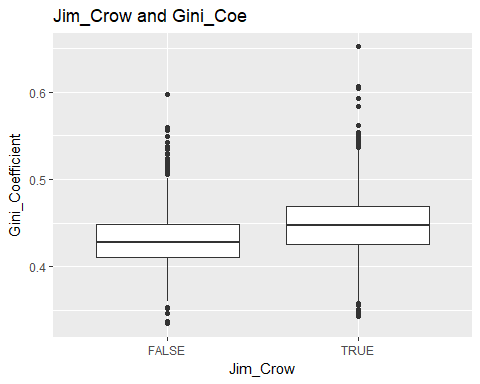 Jim_Crow and Gini_Coe
Gini_Coefficient
0.6
0.5
0.4
FALSE TRUE
Jim_Crow